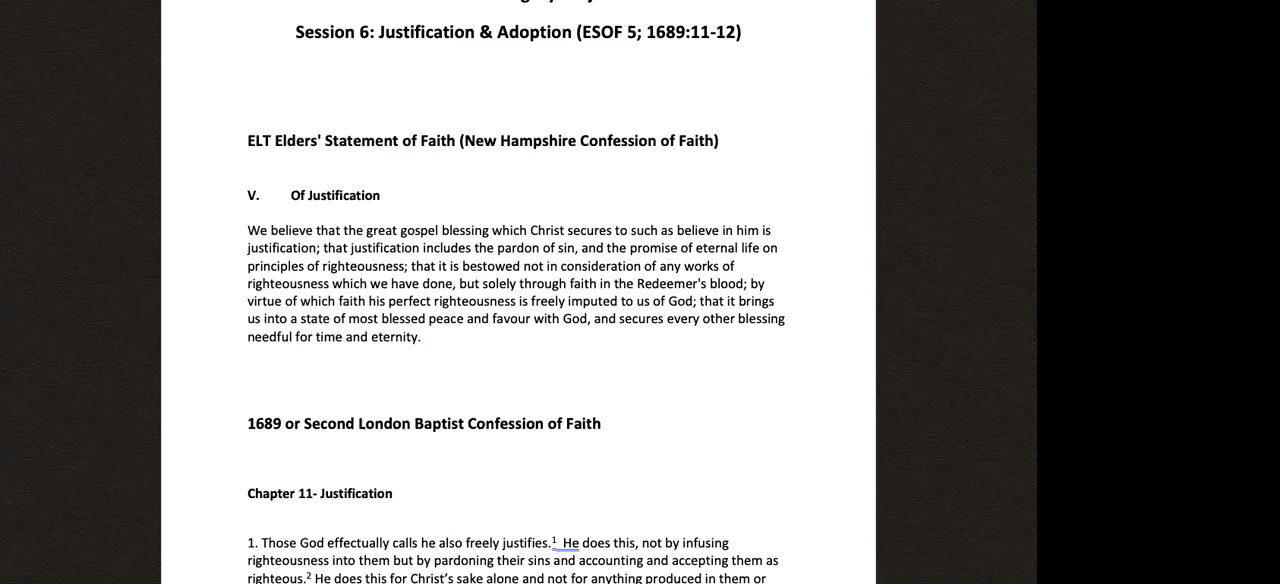 Session 6: Justification & Adoption (ESOF 5; 1689:11-12)
ELT Elders' Statement of Faith (New Hampshire Confession of Faith)
V. Of Justification
We believe that the great gospel blessing which Christ secures to such as believe in him is
justification; that justification includes the pardon of sin, and the promise of eternal life on
principles of righteousness; that it is bestowed not in consideration of any works of
righteousness which we have done, but solely through faith in the Redeemer's blood; by
virtue of which faith his perfect righteousness is freely imputed to us of God; that it brings
us into a state of most blessed peace and favour with God, and secures every other blessing
needful for time and eternity.
1689 or Second London Baptist Confession of Faith
Chapter 11- Justification
1. Those God effectually calls he also freely justifies.¹ He does this, not by infusing
righteousness into them but by pardoning their sins and accounting and accepting them as
righteous.² He does this for Christ’s sake alone and not for anything produced in them or